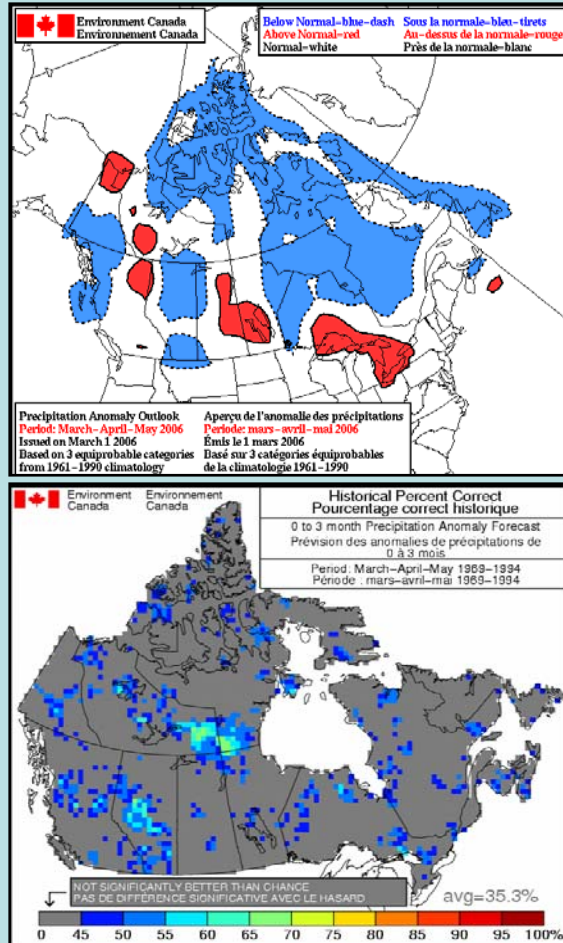 Environment Canada
Environnement Canada
Below Normal=blue-dash
Above Normal=red
Normal=white
Sous la normale=bleu-tirets
Au-dessus de la normale=rouge
Près de la normale=blanc
Precipitation Anomaly Outlook
Period: March-April-May 2006
Issued on March 1 2006
Based on 3 equiprobable categories
from 1961-1990 climatology
Aperçu de l'anomalie des précipitations
Periode: mars-avril-mai 2006
Émis le 1 mars 2006
Basé sur 3 catégories équiprobables
de la climatologie 1961-1990
Environment
Canada
Environnement
Canada
Historical Percent Correct
Pourcentage correct historique
0 to 3 month Precipitation Anomaly Forecast
Prévision des anomalies de précipitations de
0 à 3 mois
Period: March-April-May 1969-1994
Période : mars-avril-mai 1969-1994
NOT SIGNIFICANTLY BETTER THAN CHANCE
PAS DE DIFFÉRENCE SIGNIFICATIVE AVEC LE HASARD
avg=35.3%
0 45 50 55 60 65 70 75 80 85 90 95 100%